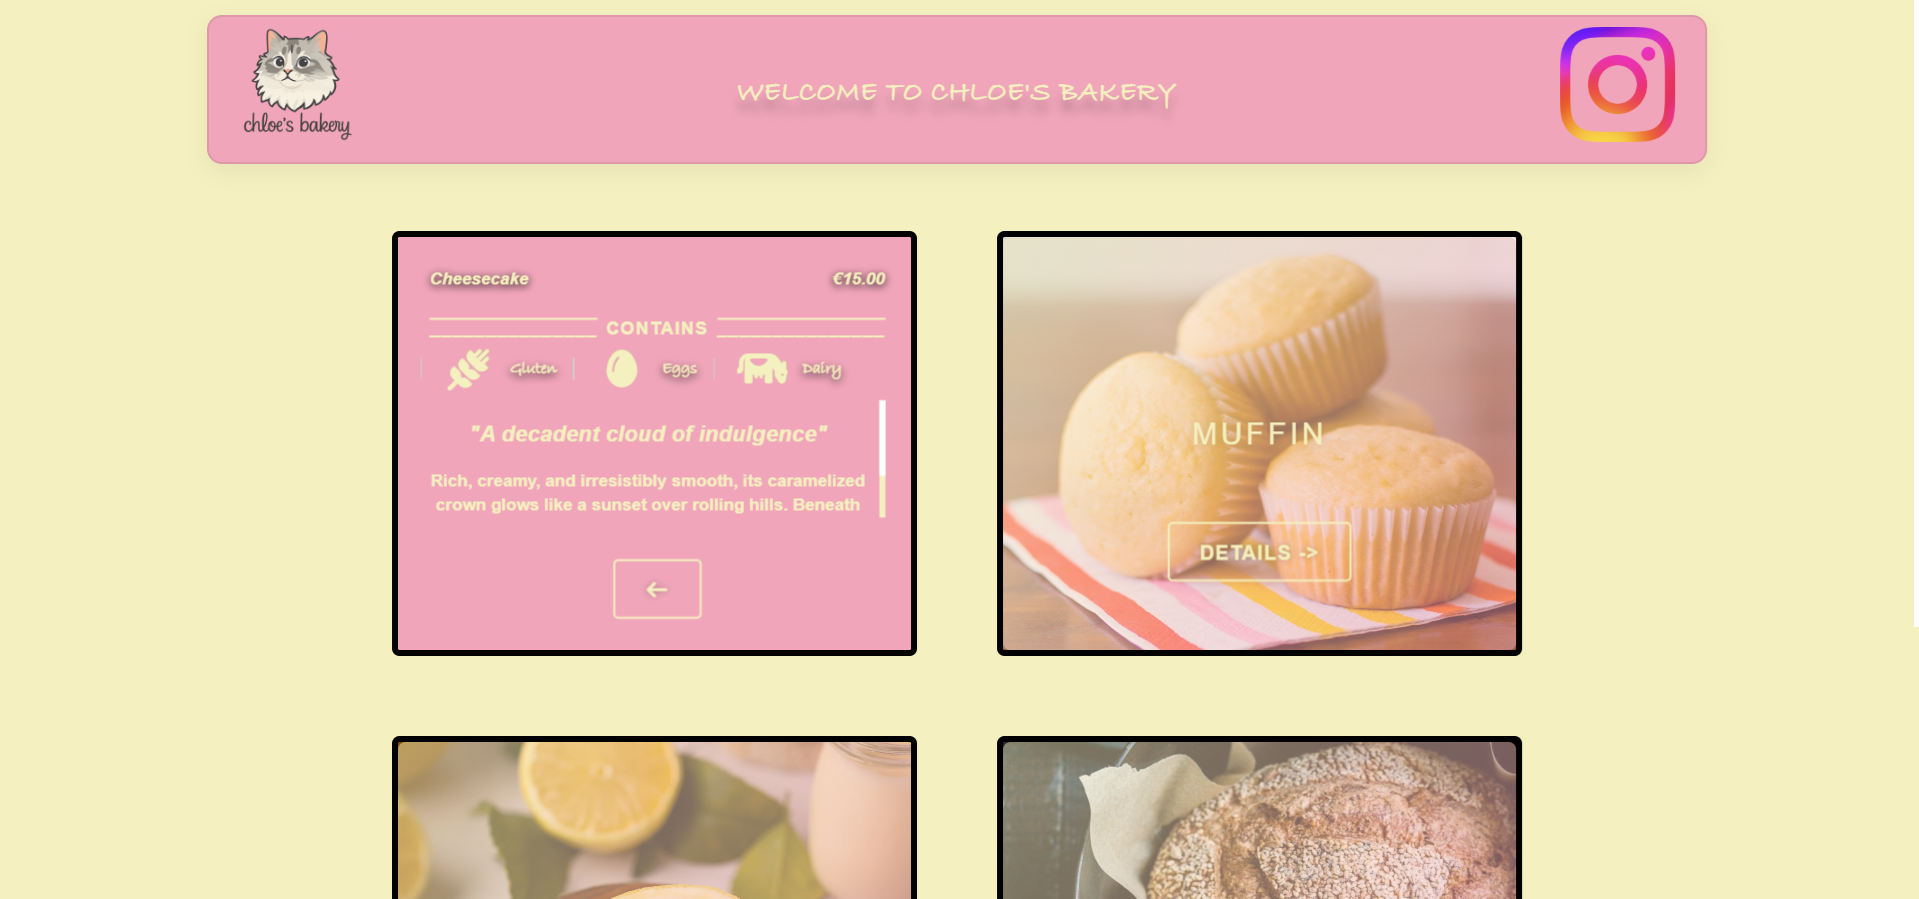 chloe's bakery
WELCOME TO CHLOE'S BAKERY
Cheesecake €15.00
CONTAINS
Gluten Eggs Dairy
"A decadent cloud of indulgence"
Rich, creamy, and irresistibly smooth, its caramelized
crown glows like a sunset over rolling hills. Beneath
←
MUFFIN
DETAILS ->